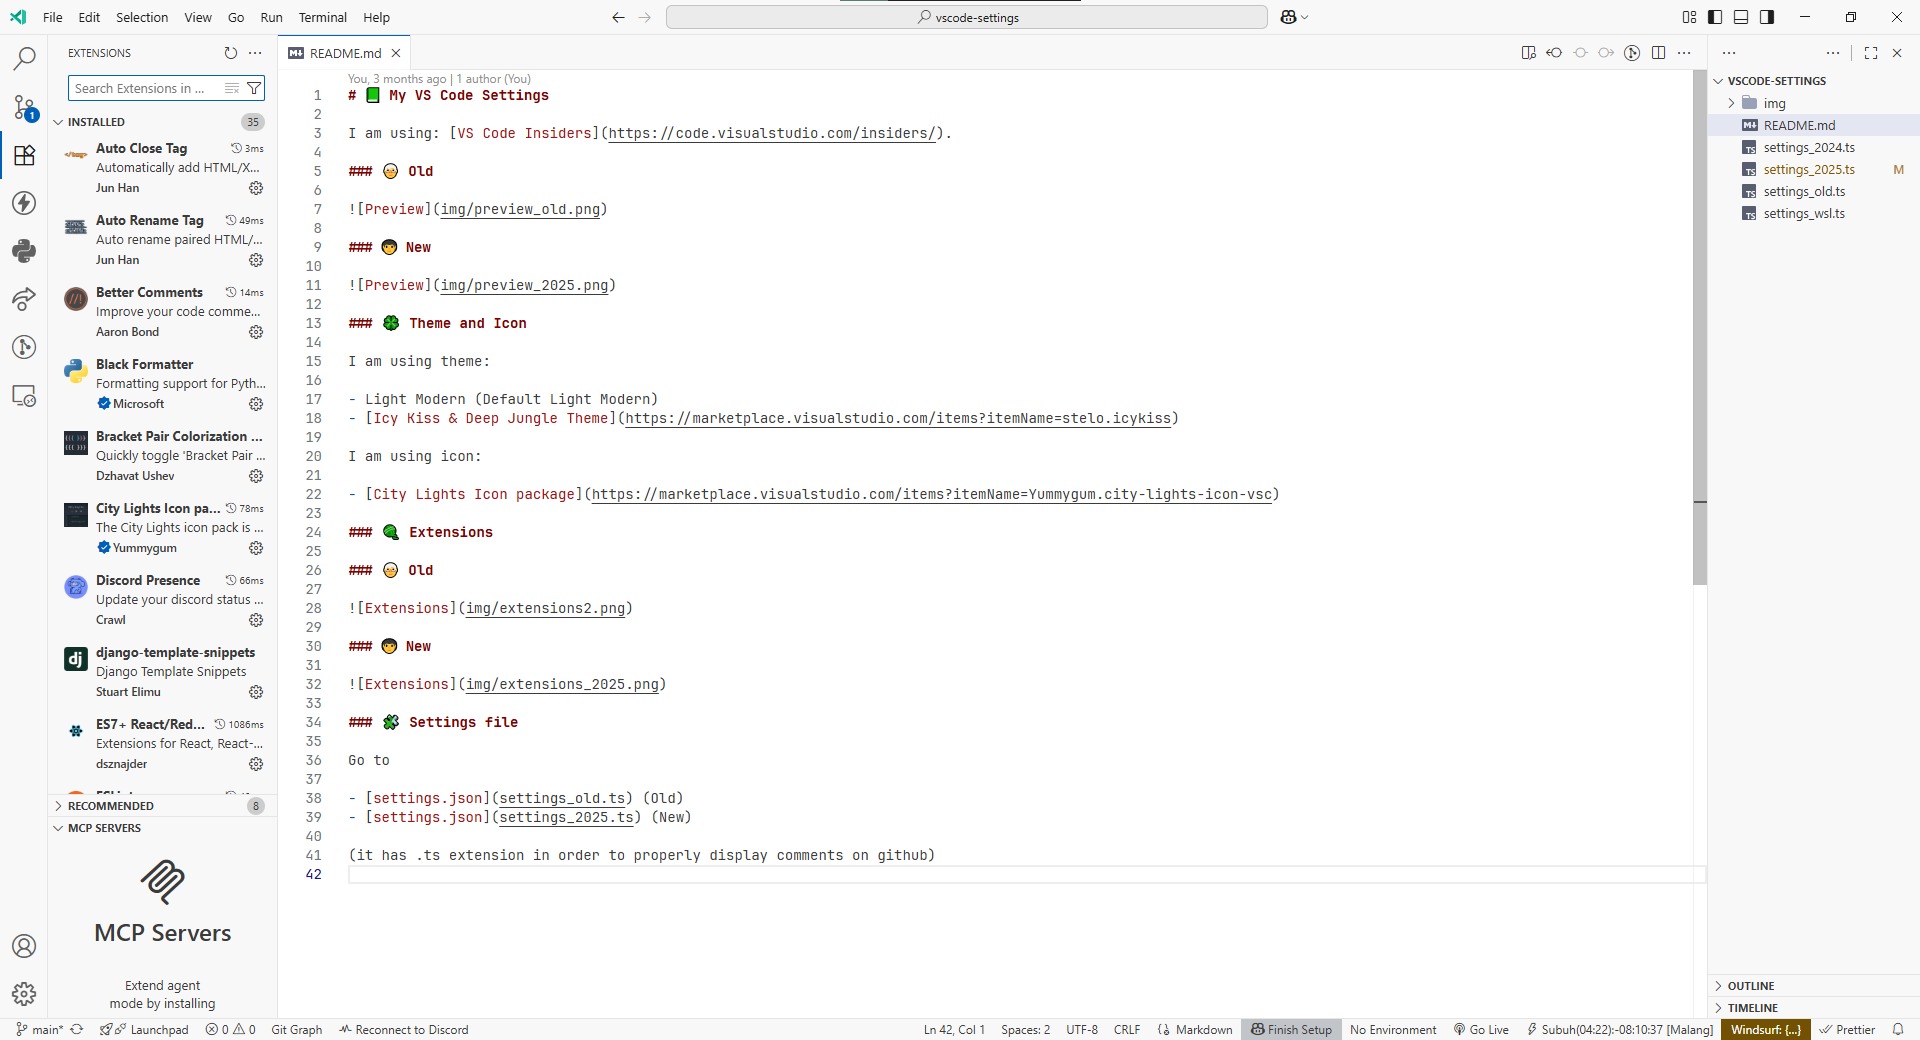 File Edit Selection View Go Run Terminal Help
vscode-settings
EXTENSIONS
Search Extensions in ...
INSTALLED 35
Auto Close Tag 3ms
Automatically add HTML/X...
Jun Han
Auto Rename Tag 49ms
Auto rename paired HTML/...
Jun Han
Better Comments 14ms
Improve your code comme...
Aaron Bond
Black Formatter
Formatting support for Pyth...
Microsoft
Bracket Pair Colorization ...
Quickly toggle 'Bracket Pair ...
Dzhavat Ushev
City Lights Icon pa... 78ms
The City Lights icon pack is ...
Yummygum
Discord Presence 66ms
Update your discord status ...
Crawl
django-template-snippets
Django Template Snippets
Stuart Elimu
ES7+ React/Red... 1086ms
Extensions for React, React-...
dsznajder
RECOMMENDED 8
MCP SERVERS
MCP Servers
Extend agent
mode by installing
README.md
You, 3 months ago | 1 author (You)
1 # 📗 My VS Code Settings
2
3 I am using: [VS Code Insiders](https://code.visualstudio.com/insiders/).
4
5 ### 👴 Old
6
7 ![Preview](img/preview_old.png)
8
9 ### 👦 New
10
11 ![Preview](img/preview_2025.png)
12
13 ### 🍀 Theme and Icon
14
15 I am using theme:
16
17 - Light Modern (Default Light Modern)
18 - [Icy Kiss & Deep Jungle Theme](https://marketplace.visualstudio.com/items?itemName=stelo.icykiss)
19
20 I am using icon:
21
22 - [City Lights Icon package](https://marketplace.visualstudio.com/items?itemName=Yummygum.city-lights-icon-vsc)
23
24 ### Extensions
25
26 ### 👴 Old
27
28 ![Extensions](img/extensions2.png)
29
30 ### 👦 New
31
32 ![Extensions](img/extensions_2025.png)
33
34 ### Settings file
35
36 Go to
37
38 - [settings.json](settings_old.ts) (Old)
39 - [settings.json](settings_2025.ts) (New)
40
41 (it has .ts extension in order to properly display comments on github)
42
VSCODE-SETTINGS
img
README.md
settings_2024.ts
settings_2025.ts M
settings_old.ts
settings_wsl.ts
OUTLINE
TIMELINE
main* Launchpad 0 0 Git Graph Reconnect to Discord Ln 42, Col 1 Spaces: 2 UTF-8 CRLF Markdown Finish Setup No Environment Go Live Subuh(04:22):-08:10:37 [Malang] Windsurf: {...} Prettier